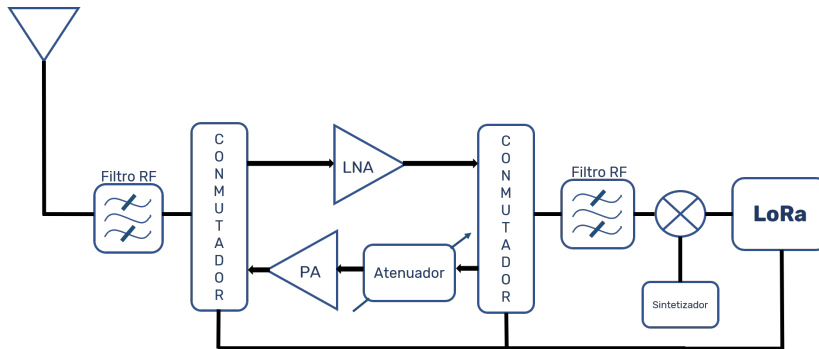 Filtro RF
CONMUTADOR
LNA
PA
Atenuador
CONMUTADOR
Filtro RF
LoRa
Sintetizador